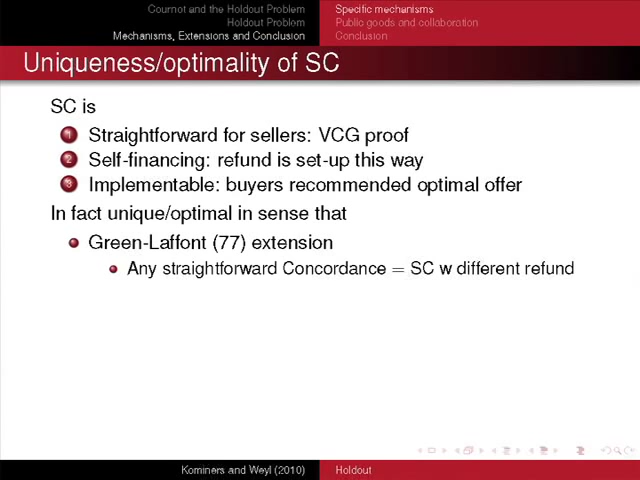 Cournot and the Holdout Problem
Holdout Problem
Mechanisms, Extensions and Conclusion
Specific mechanisms
Public goods and collaboration
Conclusion
Uniqueness/optimality of SC
SC is
1 Straightforward for sellers: VCG proof
2 Self-financing: refund is set-up this way
3 Implementable: buyers recommended optimal offer
In fact unique/optimal in sense that
Green-Laffont (77) extension
Any straightforward Concordance = SC w different refund
Kominers and Weyl (2010)
Holdout